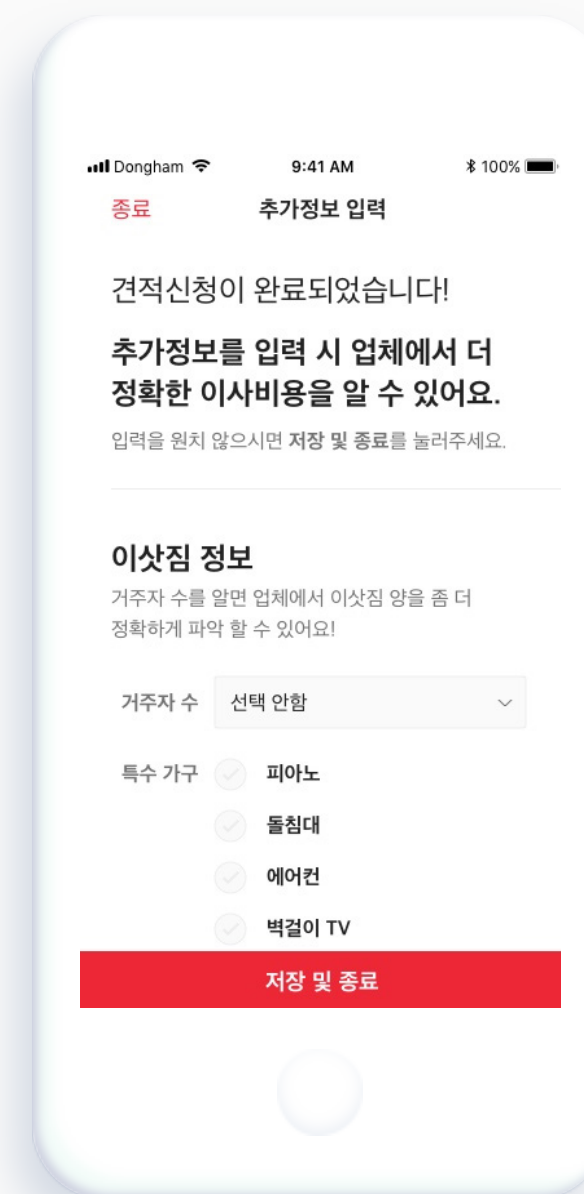 Dongham 9:41 AM 100%
종료 추가정보 입력
견적신청이 완료되었습니다!
추가정보를 입력 시 업체에서 더
정확한 이사비용을 알 수 있어요.
입력을 원치 않으시면 저장 및 종료를 눌러주세요.
이삿짐 정보
거주자 수를 알면 업체에서 이삿짐 양을 좀 더
정확하게 파악 할 수 있어요!
거주자 수 선택 안함
특수 가구 피아노
돌침대
에어컨
벽걸이 TV
저장 및 종료